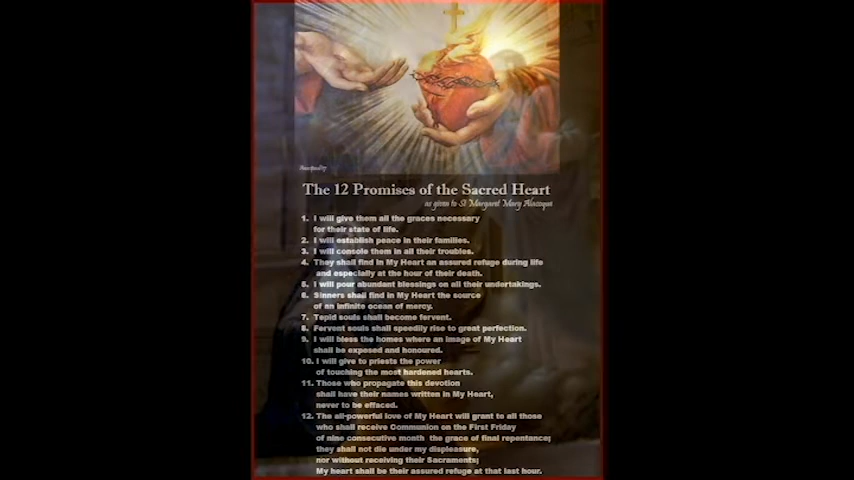 The 12 Promises of the Sacred Heart
as given to St Margaret Mary Alacoque
1. I will give them all the graces necessary
for their state of life.
2. I will establish peace in their families.
3. I will console them in all their troubles.
4. They shall find in My Heart an assured refuge during life
and especially at the hour of their death.
5. I will pour abundant blessings on all their undertakings.
6. Sinners shall find in My Heart the source
of an infinite ocean of mercy.
7. Tepid souls shall become fervent.
8. Fervent souls shall speedily rise to great perfection.
9. I will bless the homes where an image of My Heart
shall be exposed and honoured.
10. I will give to priests the power
of touching the most hardened hearts.
11. Those who propagate this devotion
shall have their names written in My Heart,
never to be effaced.
12. The all-powerful love of My Heart will grant to all those
who shall receive Communion on the First Friday
of nine consecutive month the grace of final repentance;
they shall not die under my displeasure,
nor without receiving their Sacraments;
My heart shall be their assured refuge at that last hour.